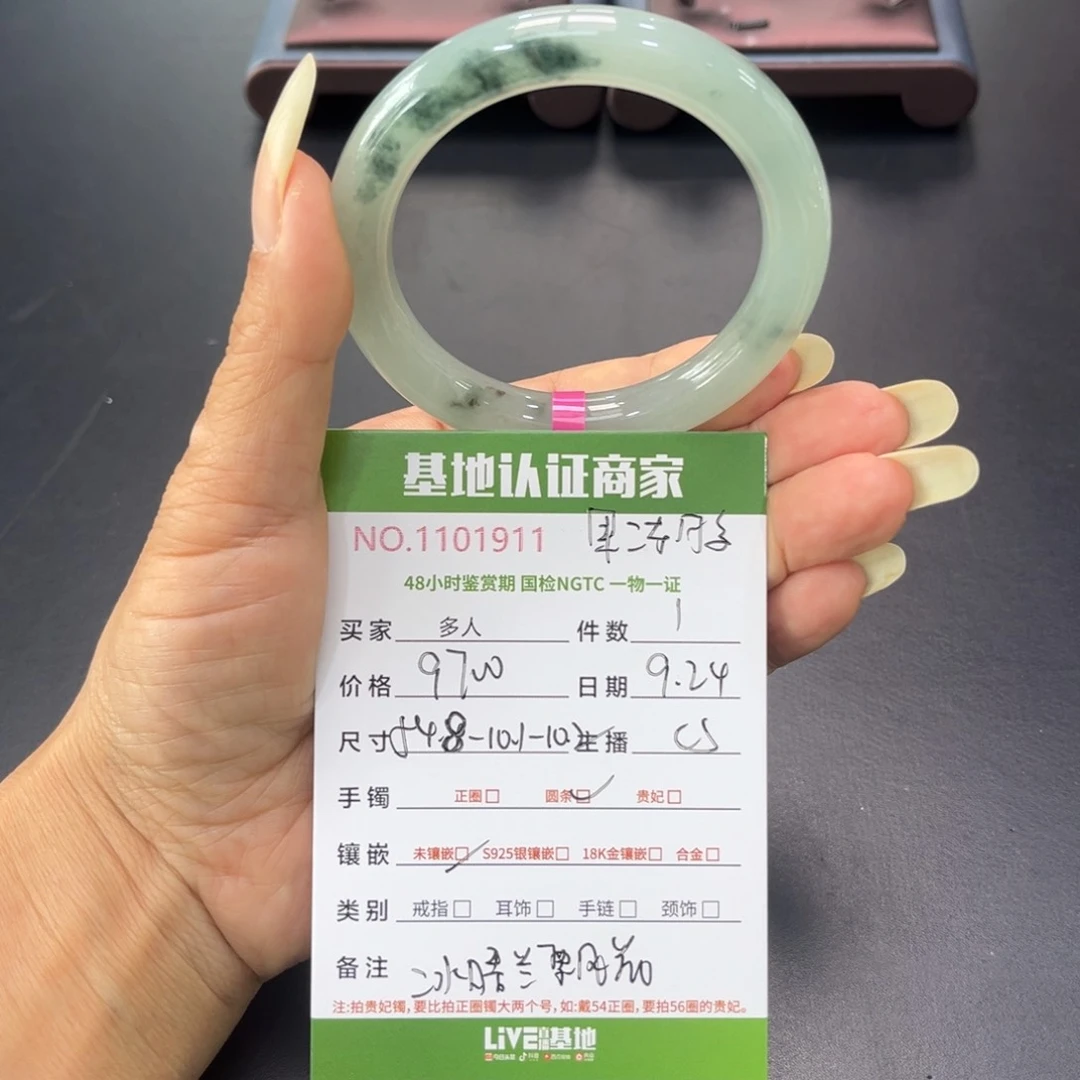 基地认证商家
NO.1101911
48小时鉴赏期 国检NGTC 一物一证
买家 多人 件数 1
价格 9700 日期 9.24
尺寸 54.8-10.1-10.2 主播 CS
手镯 正圈□ 圆条□ 贵妃□
镶嵌 未镶嵌□ S925银镶嵌□ 18K金镶嵌□ 合金□
类别 戒指□ 耳饰□ 手链□ 颈饰□
备注 冰
注:拍贵妃镯,要比拍正圈镯大两个号,如:戴54正圈,要拍56圈的贵妃。
LiVE直播基地